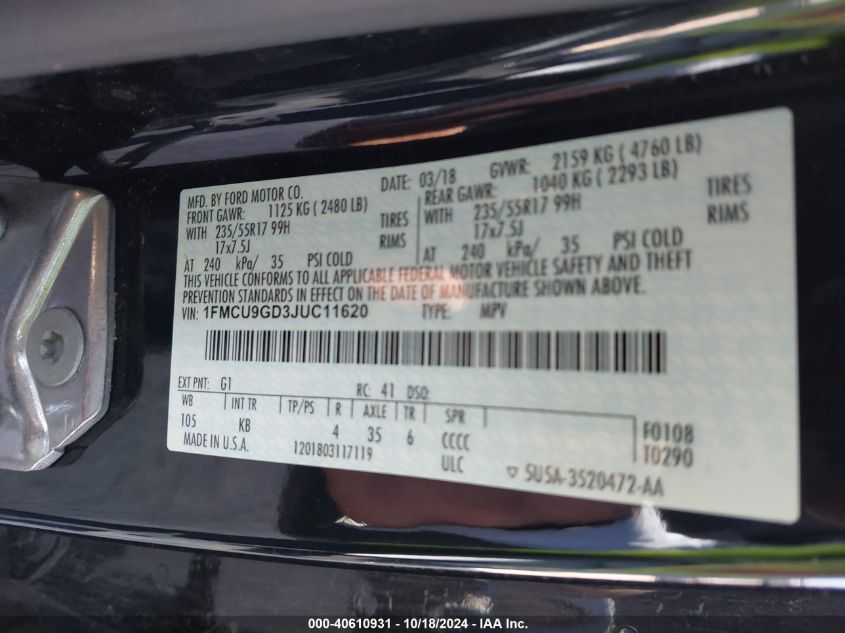 MFD. BY FORD MOTOR CO.
DATE: 03/18 GVWR: 2159 KG ( 4760 LB)
FRONT GAWR: 1125 KG ( 2480 LB) REAR GAWR: 1040 KG ( 2293 LB)
WITH 235/55R17 99H TIRES WITH 235/55R17 99H TIRES
17x7.5J RIMS 17x7.5J RIMS
AT 240 kPa/ 35 PSI COLD AT 240 kPa/ 35 PSI COLD
THIS VEHICLE CONFORMS TO ALL APPLICABLE FEDERAL MOTOR VEHICLE SAFETY AND THEFT
PREVENTION STANDARDS IN EFFECT ON THE DATE OF MANUFACTURE SHOWN ABOVE.
VIN: 1FMCU9GD3JUC11620 TYPE: MPV
EXT PNT: G1 RC: 41 DSO:
WB INT TR TP/PS R AXLE TR SPR
105 KB 4 35 6 CCCC F0108
MADE IN U.S.A. 1201803117119 ULC T0290
▽ 5U5A-3520472-AA
000-40610931 - 10/18/2024 - IAA Inc.